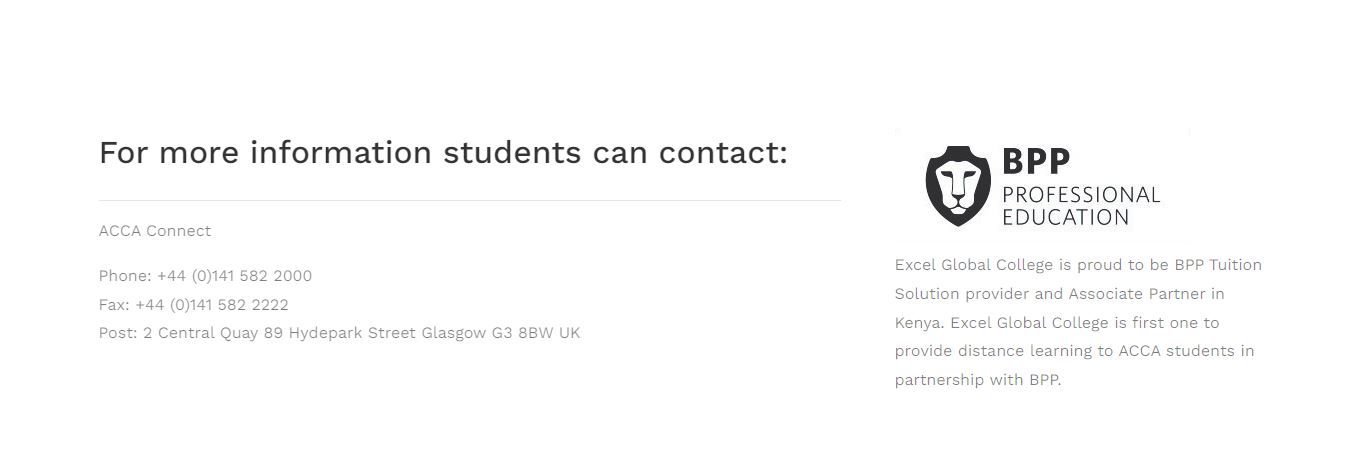 For more information students can contact:
ACCA Connect
Phone: +44 (0)141 582 2000
Fax: +44 (0)141 582 2222
Post: 2 Central Quay 89 Hydepark Street Glasgow G3 8BW UK
BPP
PROFESSIONAL
EDUCATION
Excel Global College is proud to be BPP Tuition
Solution provider and Associate Partner in
Kenya. Excel Global College is first one to
provide distance learning to ACCA students in
partnership with BPP.